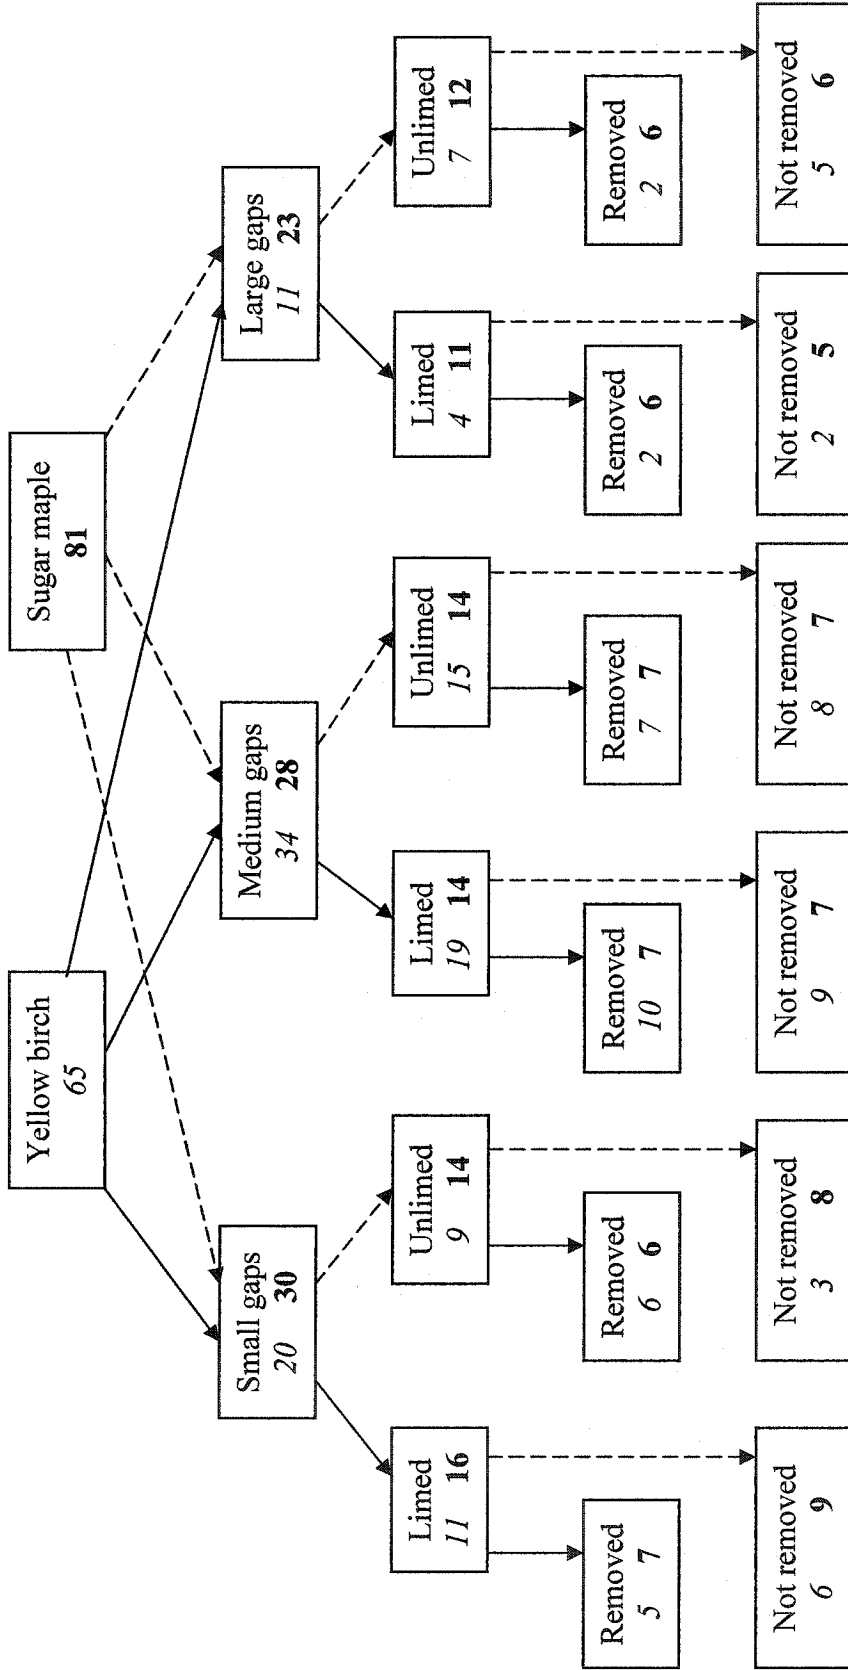 Yellow birch
65
Sugar maple
81
Small gaps
20 30
Medium gaps
34 28
Large gaps
11 23
Limed
11 16
Unlimed
9 14
Limed
19 14
Unlimed
15 14
Limed
4 11
Unlimed
7 12
Removed
5 7
Removed
6 6
Removed
10 7
Removed
7 7
Removed
2 6
Removed
2 6
Not removed
6 9
Not removed
3 8
Not removed
9 7
Not removed
8 7
Not removed
2 5
Not removed
5 6